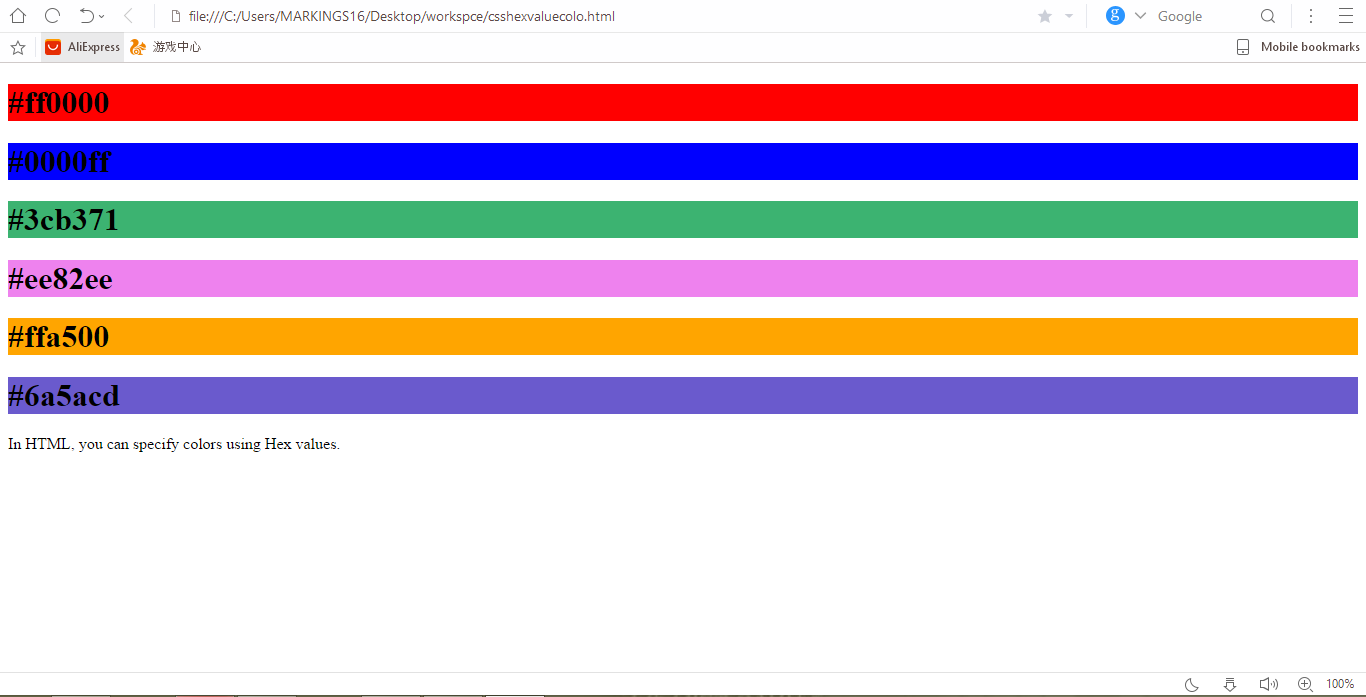 file:///C:/Users/MARKINGS16/Desktop/workspce/csshexvaluecolo.html
g Google
AliExpress 游戏中心 Mobile bookmarks
#ff0000
#0000ff
#3cb371
#ee82ee
#ffa500
#6a5acd
In HTML, you can specify colors using Hex values.
100%